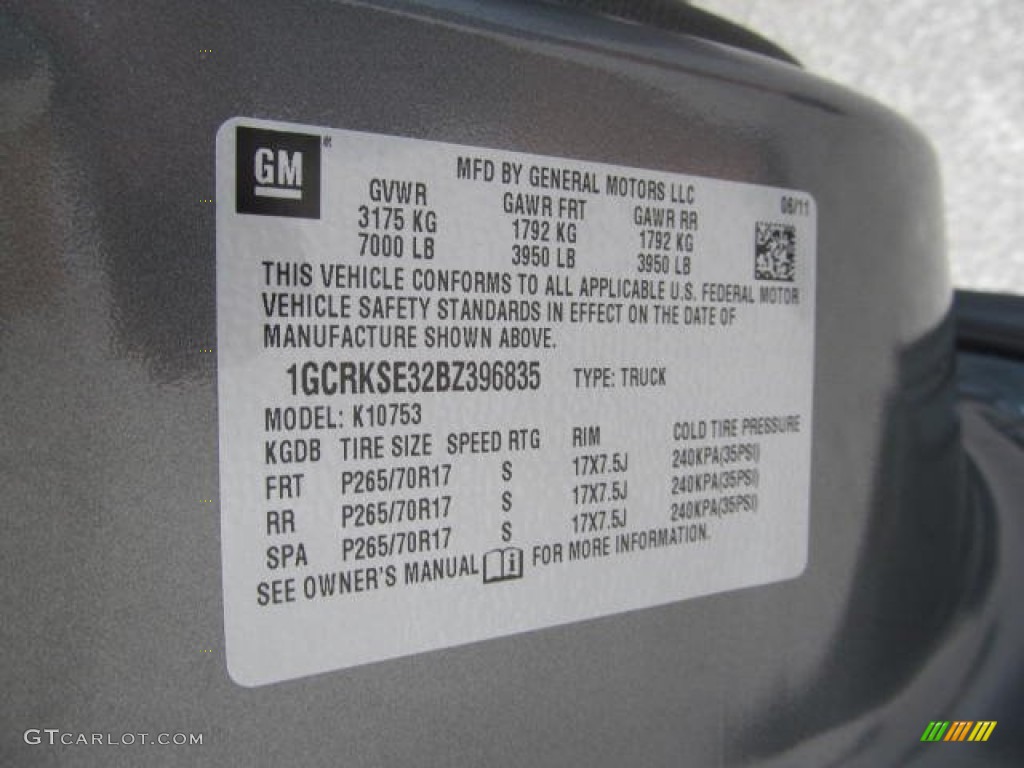 GM
MFD BY GENERAL MOTORS LLC
06/11
GVWR GAWR FRT GAWR RR
3175 KG 1792 KG 1792 KG
7000 LB 3950 LB 3950 LB
THIS VEHICLE CONFORMS TO ALL APPLICABLE U.S. FEDERAL MOTOR
VEHICLE SAFETY STANDARDS IN EFFECT ON THE DATE OF
MANUFACTURE SHOWN ABOVE.
1GCRKSE32BZ396835 TYPE: TRUCK
MODEL: K10753
KGDB TIRE SIZE SPEED RTG RIM COLD TIRE PRESSURE
FRT P265/70R17 S 17X7.5J 240KPA(35PSI)
RR P265/70R17 S 17X7.5J 240KPA(35PSI)
SPA P265/70R17 S 17X7.5J 240KPA(35PSI)
SEE OWNER'S MANUAL FOR MORE INFORMATION.
GTCARLOT.COM